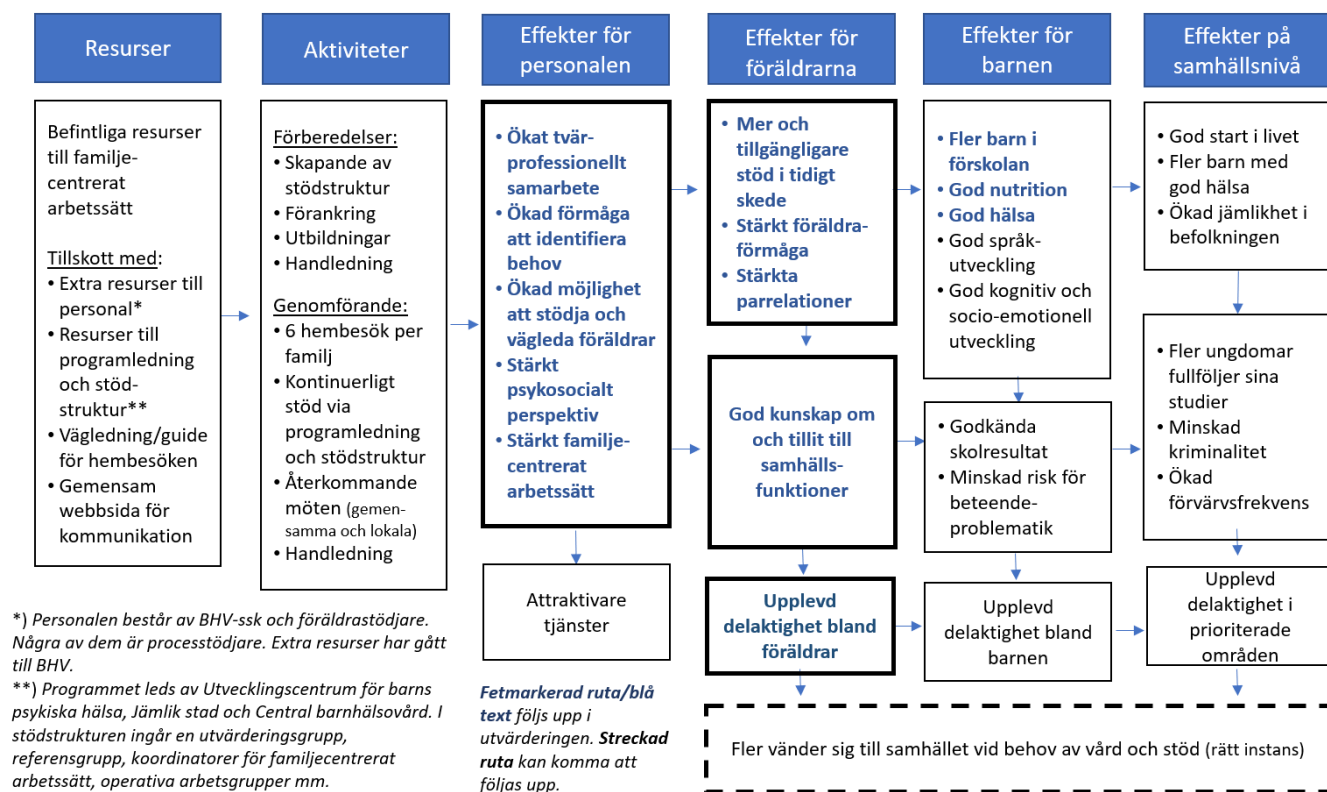 Resurser
Befintliga resurser
till familje-
centrerat
arbetssätt
Tillskott med:
• Extra resurser till
personal*
• Resurser till
programledning
och stöd-
struktur**
• Vägledning/guide
för hembesöken
• Gemensam
webbsida för
kommunikation
Aktiviteter
Förberedelser:
• Skapande av
stödstruktur
• Förankring
• Utbildningar
• Handledning
Genomförande:
• 6 hembesök per
familj
• Kontinuerligt
stöd via
programledning
och stödstruktur
• Återkommande
möten (gemen-
samma och lokala)
• Handledning
Effekter för
personalen
• Ökat tvär-
professionellt
samarbete
• Ökad förmåga
att identifiera
behov
• Ökad möjlighet
att stödja och
vägleda föräldrar
• Stärkt
psykosocialt
perspektiv
• Stärkt familje-
centrerat
arbetssätt
Attraktivare
tjänster
Effekter för
föräldrarna
• Mer och
tillgängligare
stöd i tidigt
skede
• Stärkt föräldra-
förmåga
• Stärkta
parrelationer
God kunskap om
och tillit till
samhälls-
funktioner
Upplevd
delaktighet bland
föräldrar
Effekter för
barnen
• Fler barn i
förskolan
• God nutrition
• God hälsa
• God språk-
utveckling
• God kognitiv och
socio-emotionell
utveckling
• Godkända
skolresultat
• Minskad risk för
beteende-
problematik
Upplevd
delaktighet bland
barnen
Effekter på
samhällsnivå
• God start i livet
• Fler barn med
god hälsa
• Ökad jämlikhet i
befolkningen
• Fler ungdomar
fullföljer sina
studier
• Minskad
kriminalitet
• Ökad
förvärvsfrekvens
Upplevd
delaktighet i
prioriterade
områden
Fler vänder sig till samhället vid behov av vård och stöd (rätt instans)
*) Personalen består av BHV-ssk och föräldrastödjare.
Några av dem är processtödjare. Extra resurser har gått
till BHV.
**) Programmet leds av Utvecklingscentrum för barns
psykiska hälsa, Jämlik stad och Central barnhälsovård. I
stödstrukturen ingår en utvärderingsgrupp,
referensgrupp, koordinatorer för familjecentrerat
arbetssätt, operativa arbetsgrupper mm.
Fetmarkerad ruta/blå
text följs upp i
utvärderingen. Streckad
ruta kan komma att
följas upp.